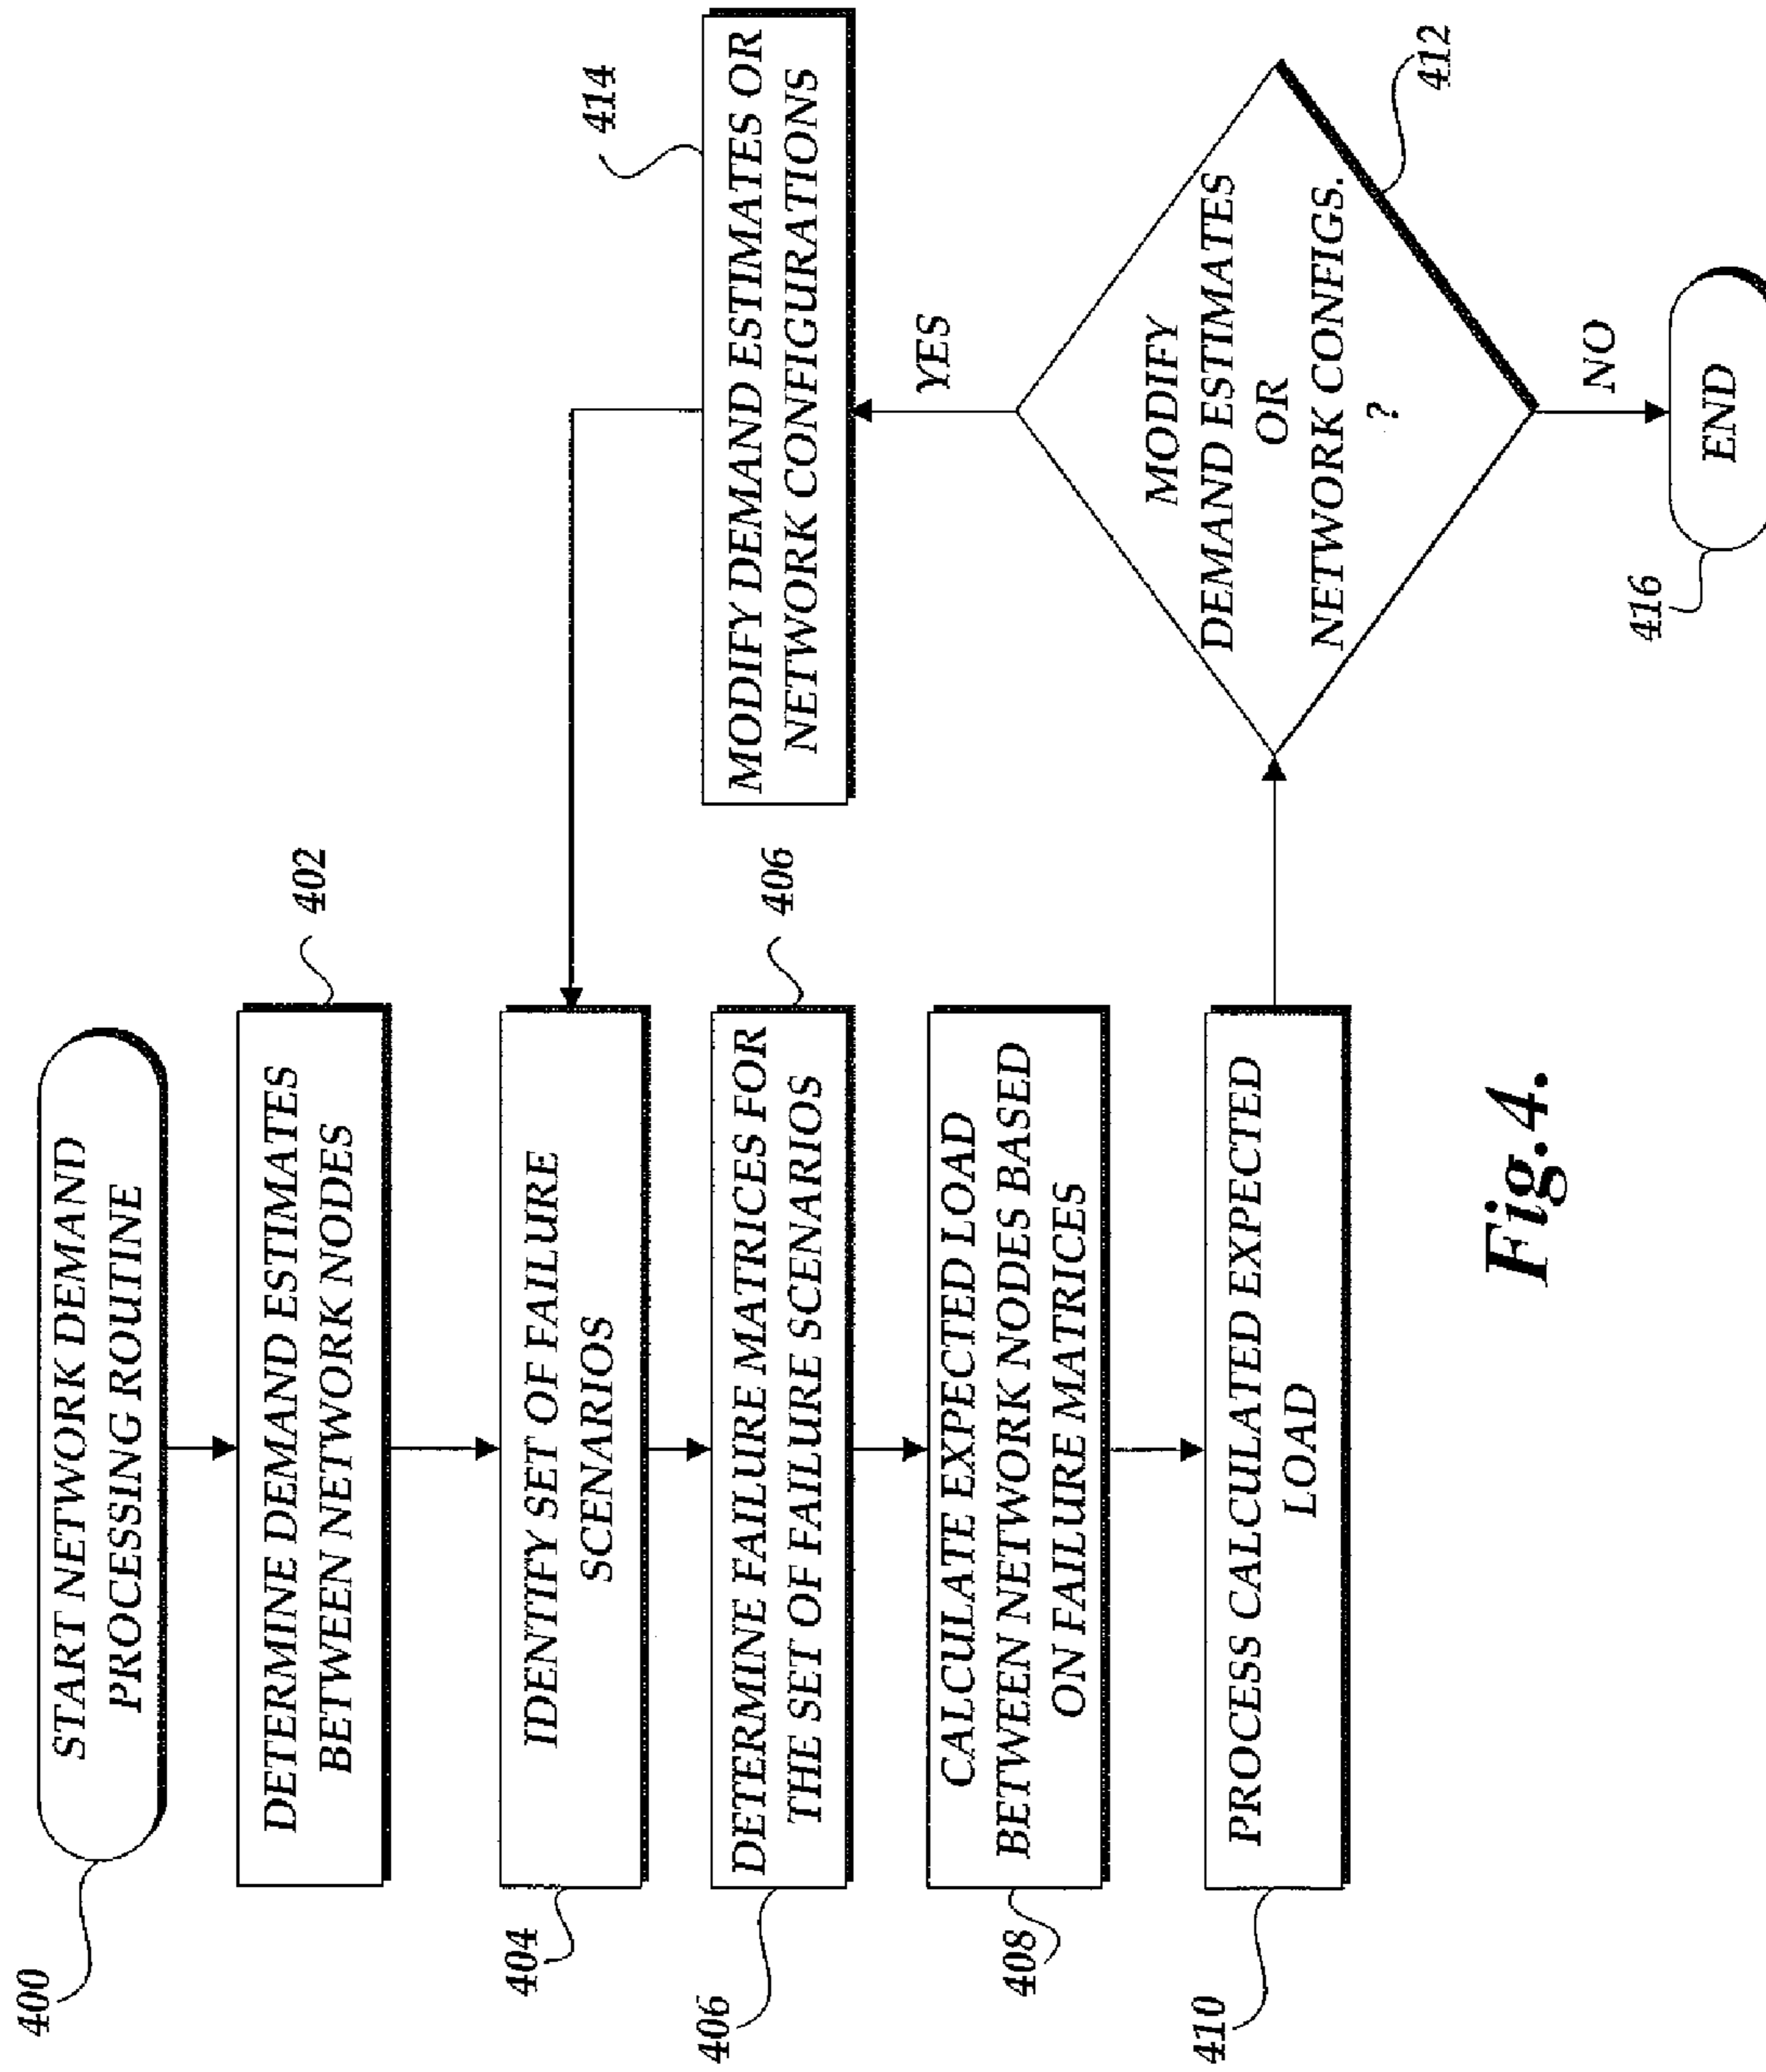 400
START NETWORK DEMAND
PROCESSING ROUTINE
402
DETERMINE DEMAND ESTIMATES
BETWEEN NETWORK NODES
404
IDENTIFY SET OF FAILURE
SCENARIOS
406
406
DETERMINE FAILURE MATRICES FOR
THE SET OF FAILURE SCENARIOS
408
CALCULATE EXPECTED LOAD
BETWEEN NETWORK NODES BASED
ON FAILURE MATRICES
410
PROCESS CALCULATED EXPECTED
LOAD
414
MODIFY DEMAND ESTIMATES OR
NETWORK CONFIGURATIONS
YES
412
MODIFY
DEMAND ESTIMATES
OR
NETWORK CONFIGS.
?
NO
416
END
Fig.4.